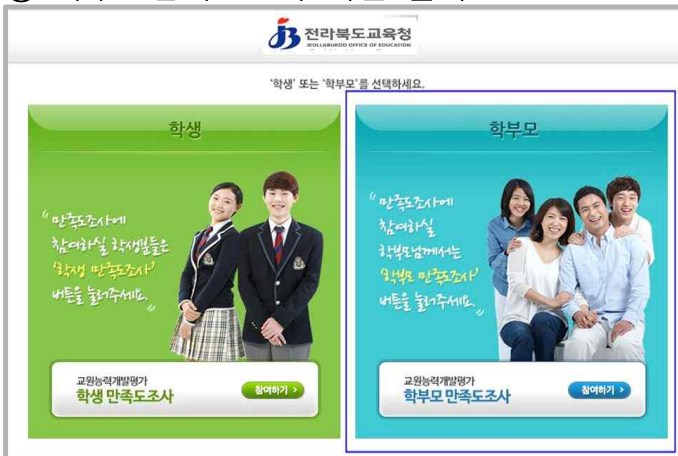 전라북도교육청
JEOLLABUKDO OFFICE OF EDUCATION
'학생' 또는 '학부모'를 선택하세요.
학생
"만족도조사에
참여하실 학생분들은
'학생 만족도조사'
버튼을 눌러주세요."
교원능력개발평가
학생 만족도조사
참여하기 >
학부모
"만족도조사에
참여하실
학부모님께서는
'학부모 만족도조사'
버튼을 눌러주세요."
교원능력개발평가
학부모 만족도조사
참여하기 >